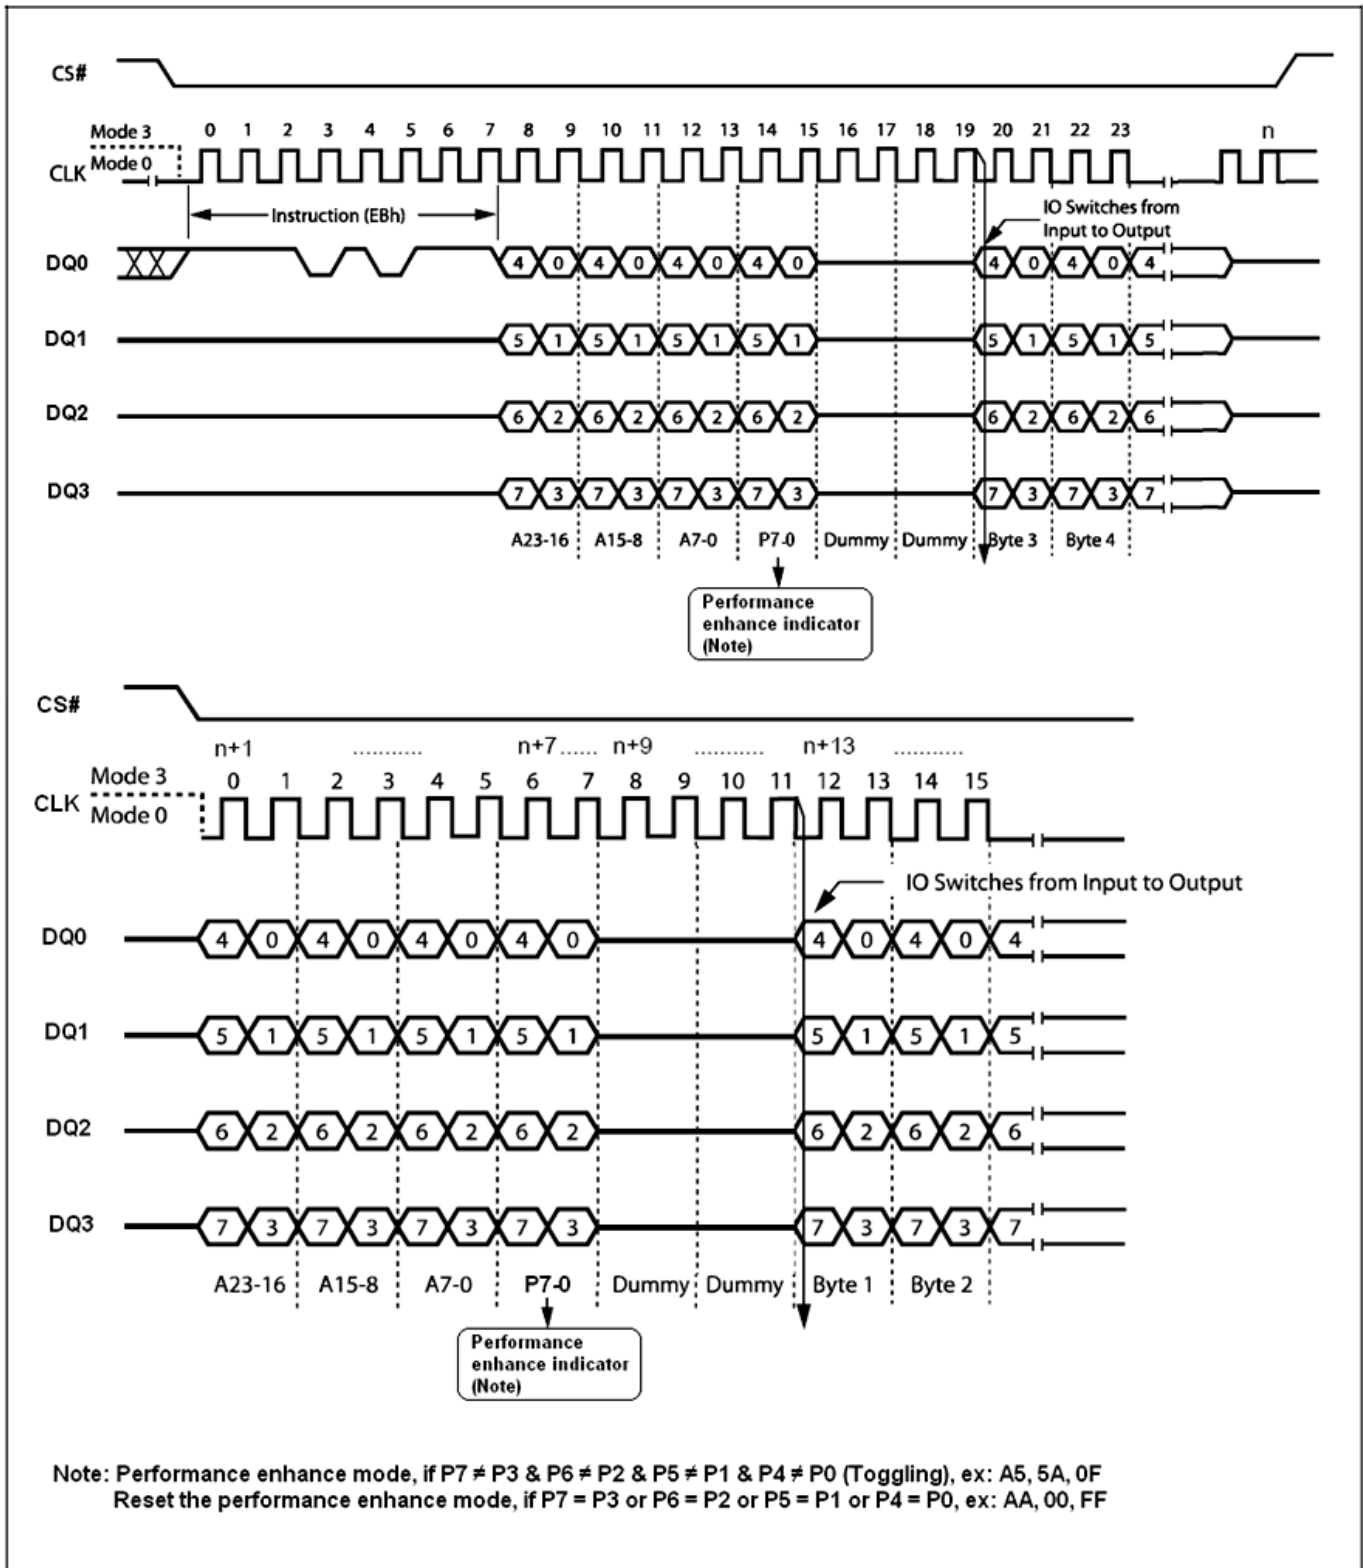 CS#
Mode 3
Mode 0
CLK
0 1 2 3 4 5 6 7 8 9 10 11 12 13 14 15 16 17 18 19 20 21 22 23 n
Instruction (EBh)
IO Switches from
Input to Output
DQ0 4 0 4 0 4 0 4 0 4 0 4 0 4
DQ1 5 1 5 1 5 1 5 1 5 1 5 1 5
DQ2 6 2 6 2 6 2 6 2 6 2 6 2 6
DQ3 7 3 7 3 7 3 7 3 7 3 7 3 7
A23-16 A15-8 A7-0 P7-0 Dummy Dummy Byte 3 Byte 4
Performance
enhance indicator
(Note)
CS#
n+1 ........... n+7 ...... n+9 ........... n+13 ...........
Mode 3
Mode 0
CLK
0 1 2 3 4 5 6 7 8 9 10 11 12 13 14 15
IO Switches from Input to Output
DQ0 4 0 4 0 4 0 4 0 4 0 4 0 4
DQ1 5 1 5 1 5 1 5 1 5 1 5 1 5
DQ2 6 2 6 2 6 2 6 2 6 2 6 2 6
DQ3 7 3 7 3 7 3 7 3 7 3 7 3 7
A23-16 A15-8 A7-0 P7-0 Dummy Dummy Byte 1 Byte 2
Performance
enhance indicator
(Note)
Note: Performance enhance mode, if P7 ≠ P3 & P6 ≠ P2 & P5 ≠ P1 & P4 ≠ P0 (Toggling), ex: A5, 5A, 0F
Reset the performance enhance mode, if P7 = P3 or P6 = P2 or P5 = P1 or P4 = P0, ex: AA, 00, FF